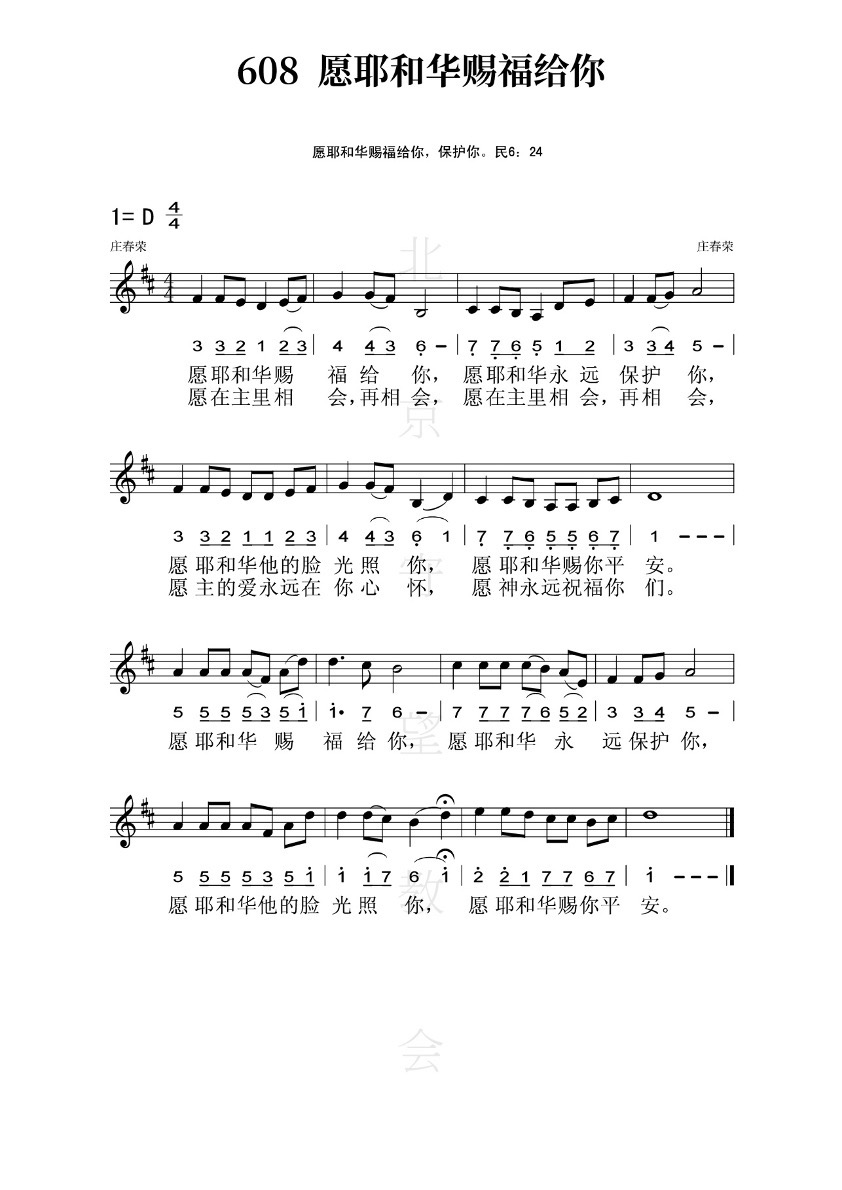 608 愿耶和华赐福给你
愿耶和华赐福给你，保护你。民6：24
1= D 4/4
庄春荣 庄春荣
3 3 2 1 2 3 | 4 4 3 6 – | 7 7 6 5 1 2 | 3 3 4 5 – |
愿耶和华赐 福给 你， 愿耶和华永远 保护 你，
愿在主里相 会，再相会， 愿在主里相会，再相 会，
3 3 2 1 1 2 3 | 4 4 3 6 1 | 7 7 6 5 5 6 7 | 1 – – – |
愿耶和华他的脸 光照 你， 愿耶和华赐你平 安。
愿主的爱永远在 你心 怀， 愿神永远祝福你 们。
5 5 5 5 3 5 1 | 1· 7 6 – | 7 7 7 7 6 5 2 | 3 3 4 5 – |
愿耶和华 赐 福给你， 愿耶和华 永 远保护 你，
5 5 5 5 3 5 1 | 1 1 7 6 1 | 2 2 1 7 7 6 7 | 1 – – – ‖
愿耶和华他的脸 光照 你， 愿耶和华赐你平 安。
北京守望教会